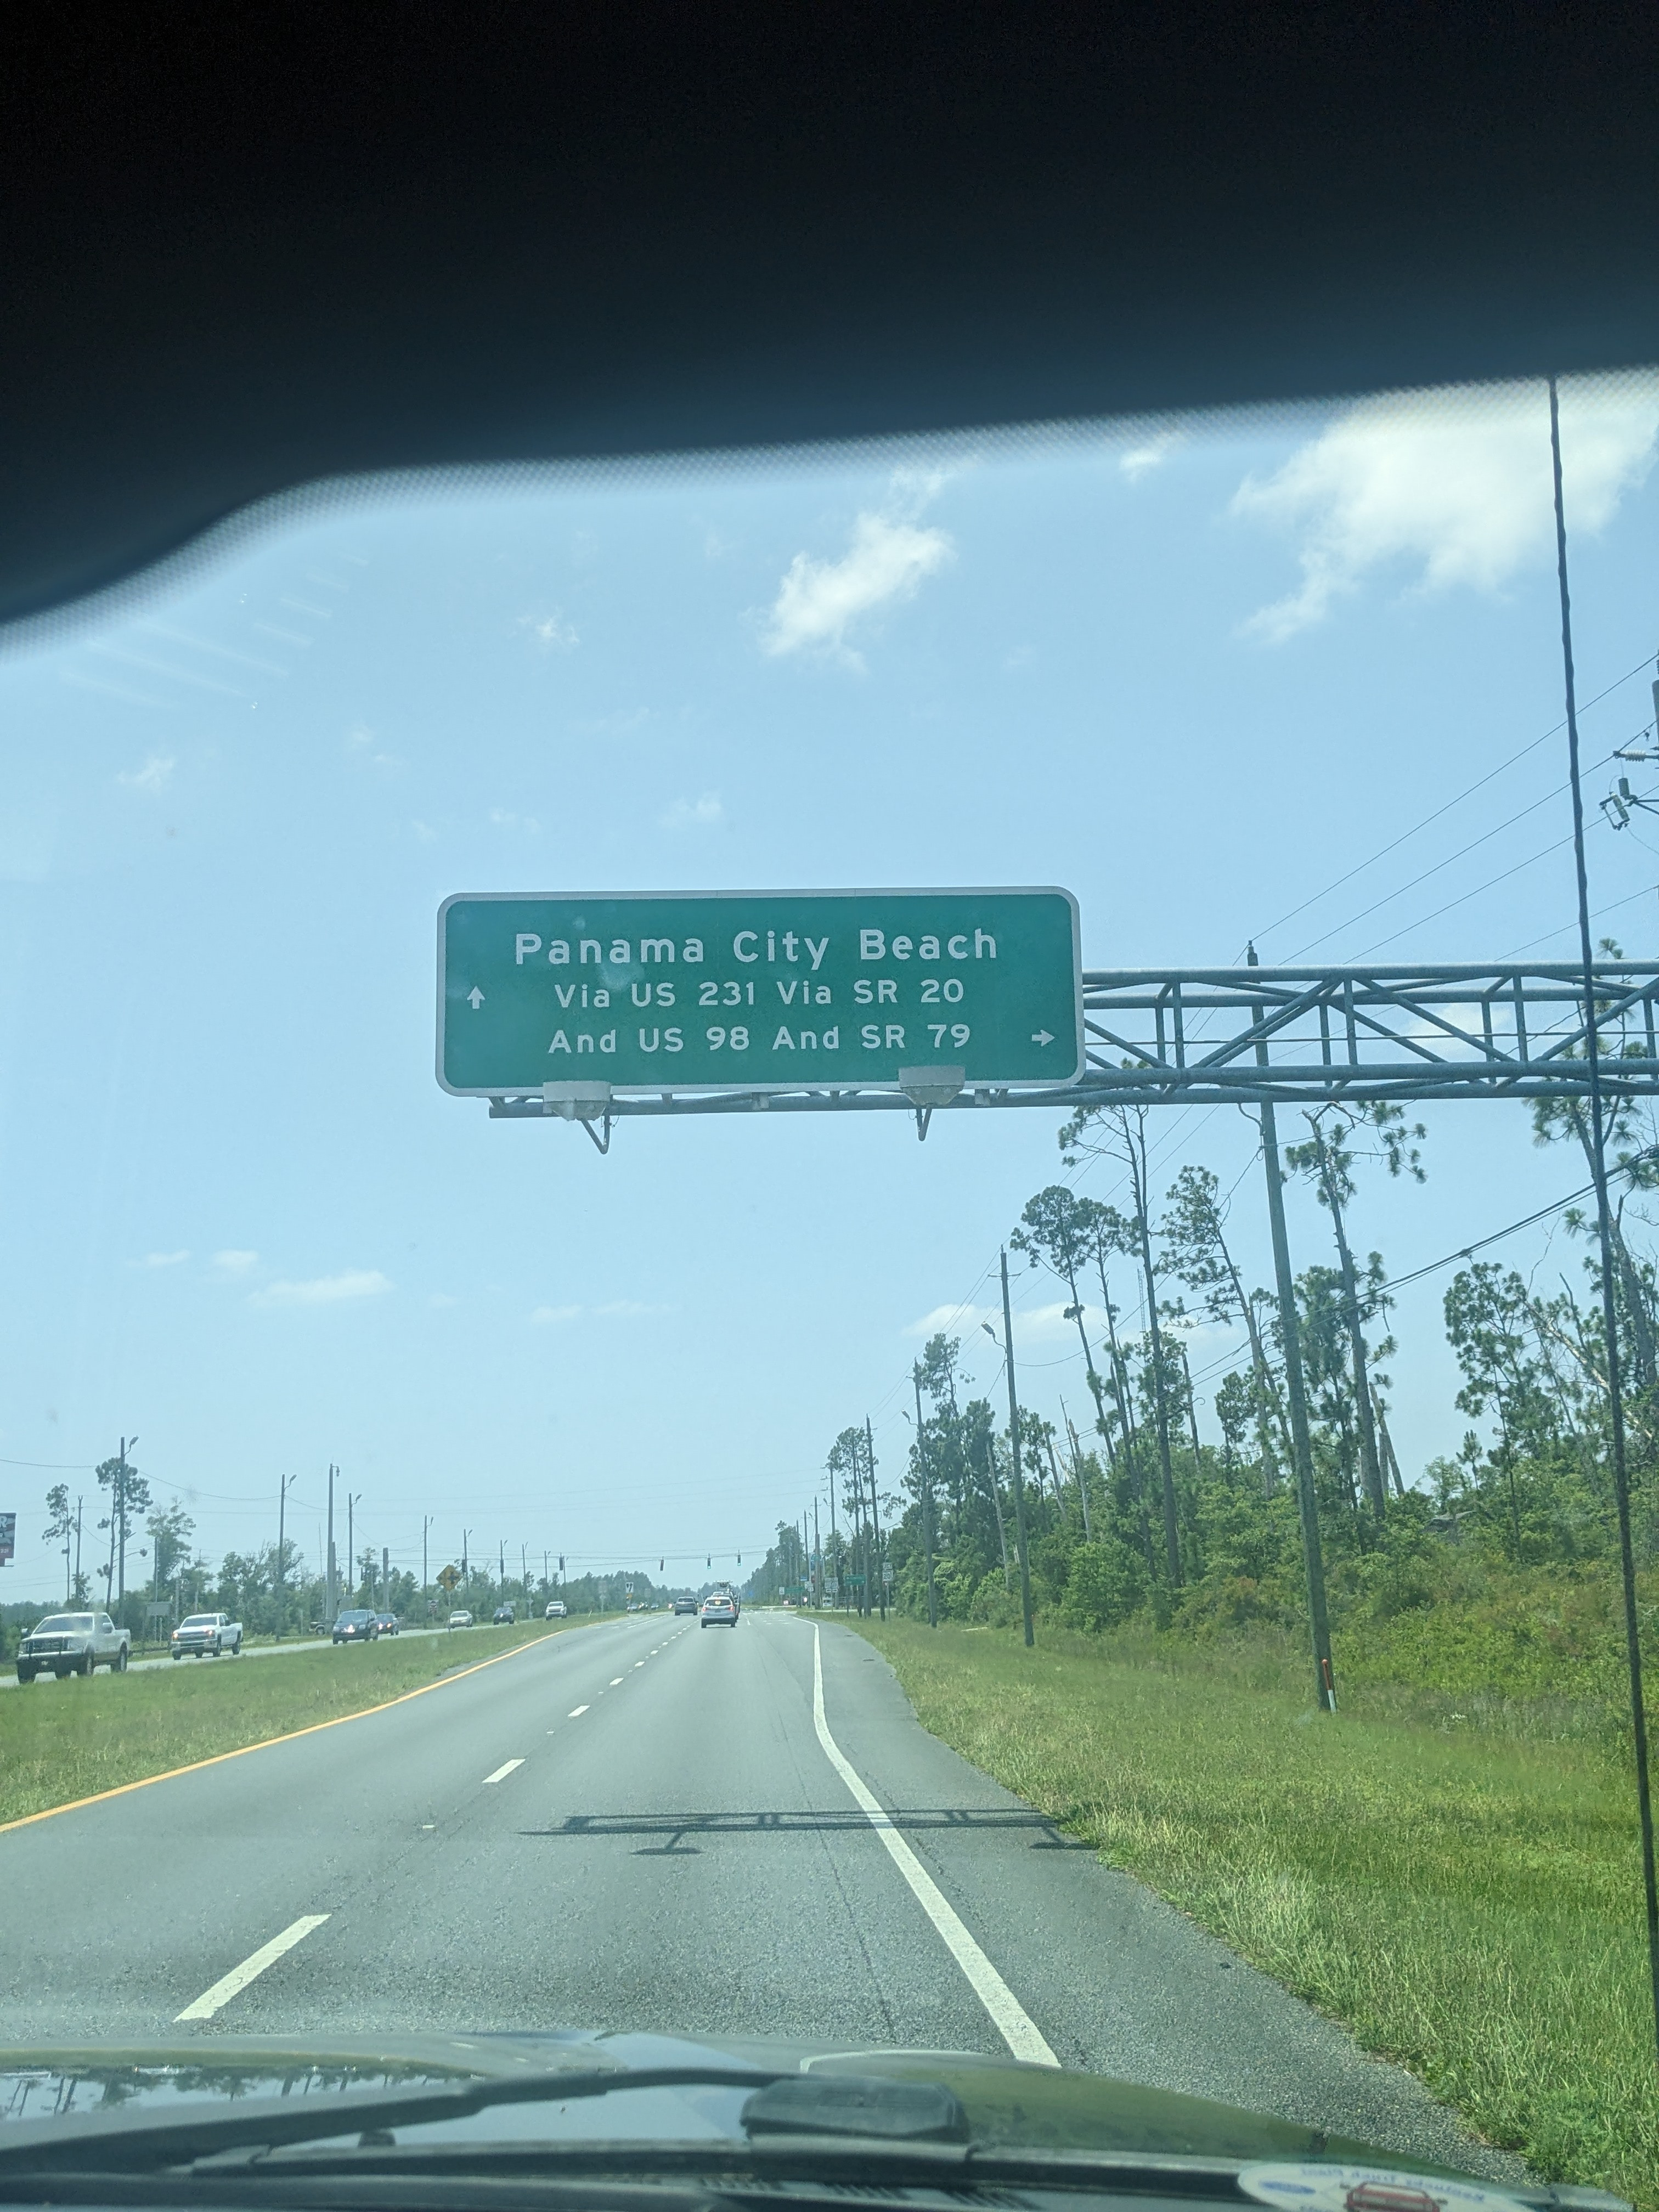 Panama City Beach
Via US 231 Via SR 20
And US 98 And SR 79